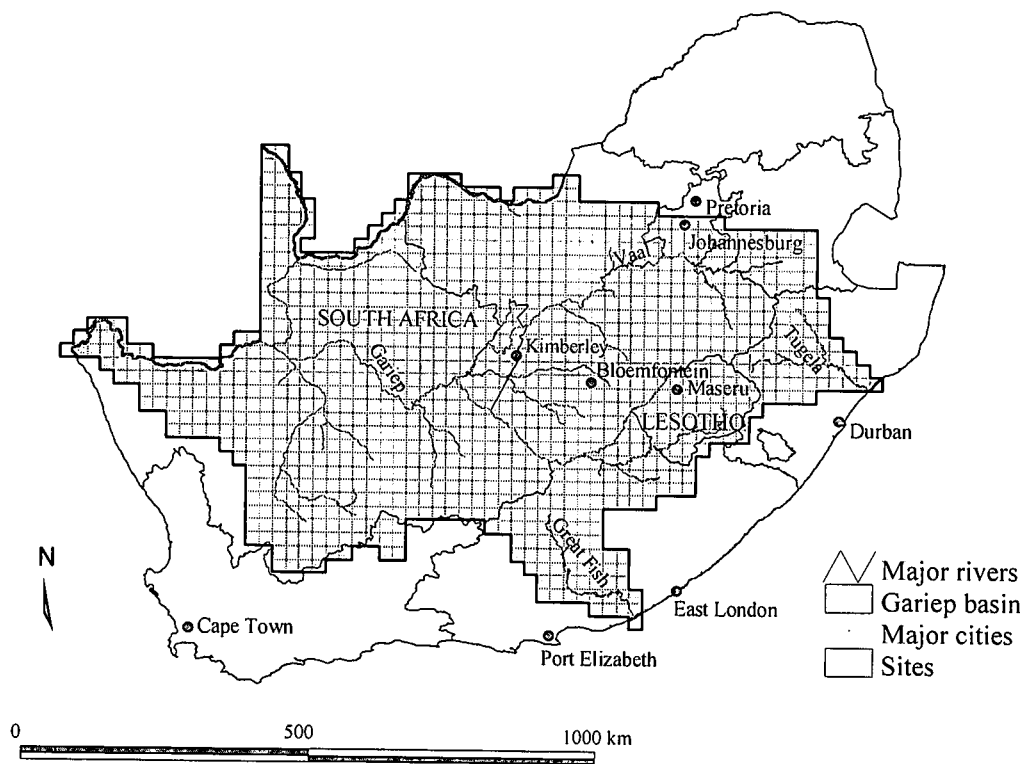 Pretoria
Johannesburg
Vaal
SOUTH AFRICA
Kimberley
Gariep
Bloemfontein
Tugela
Maseru
LESOTHO
Durban
Great Fish
N
East London
Cape Town
Port Elizabeth
Major rivers
Gariep basin
Major cities
Sites
0 500 1000 km